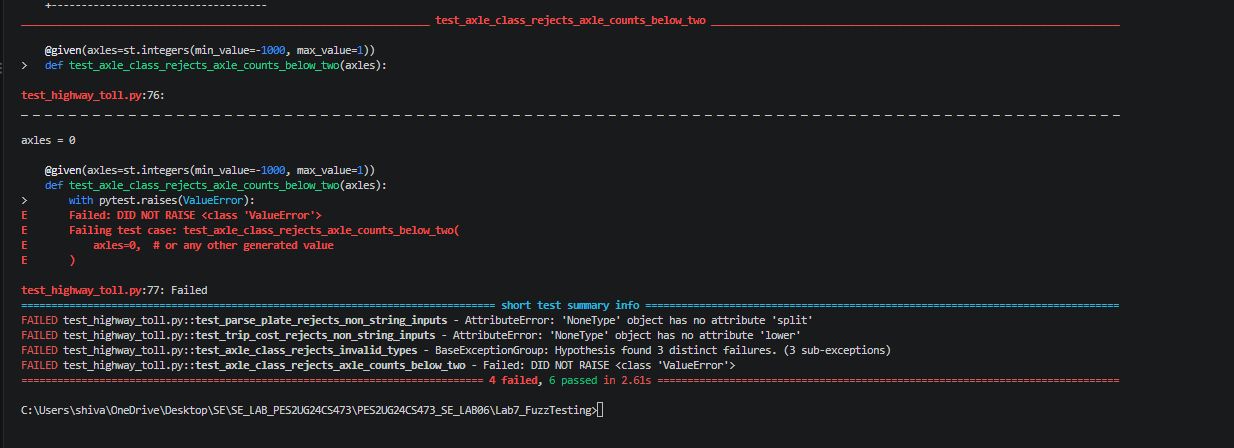 +------------------------------------
test_axle_class_rejects_axle_counts_below_two
@given(axles=st.integers(min_value=-1000, max_value=1))
> def test_axle_class_rejects_axle_counts_below_two(axles):
test_highway_toll.py:76:
_ _ _ _ _ _ _ _ _ _ _ _ _ _ _ _ _ _ _ _ _ _ _ _ _ _ _ _ _ _ _ _ _ _ _ _ _ _ _ _ _ _ _ _ _ _ _ _ _ _ _ _ _ _ _ _ _ _ _ _ _ _ _ _ _ _ _ _ _ _ _ _ _ _ _ _ _ _ _ _ _ _ _ _ _ _ _ _ _ _ _ _
axles = 0
@given(axles=st.integers(min_value=-1000, max_value=1))
def test_axle_class_rejects_axle_counts_below_two(axles):
> with pytest.raises(ValueError):
E Failed: DID NOT RAISE <class 'ValueError'>
E Failing test case: test_axle_class_rejects_axle_counts_below_two(
E axles=0, # or any other generated value
E )
test_highway_toll.py:77: Failed
=============== short test summary info ===============
FAILED test_highway_toll.py::test_parse_plate_rejects_non_string_inputs - AttributeError: 'NoneType' object has no attribute 'split'
FAILED test_highway_toll.py::test_trip_cost_rejects_non_string_inputs - AttributeError: 'NoneType' object has no attribute 'lower'
FAILED test_highway_toll.py::test_axle_class_rejects_invalid_types - BaseExceptionGroup: Hypothesis found 3 distinct failures. (3 sub-exceptions)
FAILED test_highway_toll.py::test_axle_class_rejects_axle_counts_below_two - Failed: DID NOT RAISE <class 'ValueError'>
=============== 4 failed, 6 passed in 2.61s ===============
C:\Users\shiva\OneDrive\Desktop\SE\SE_LAB_PES2UG24CS473\PES2UG24CS473_SE_LAB06\Lab7_FuzzTesting>